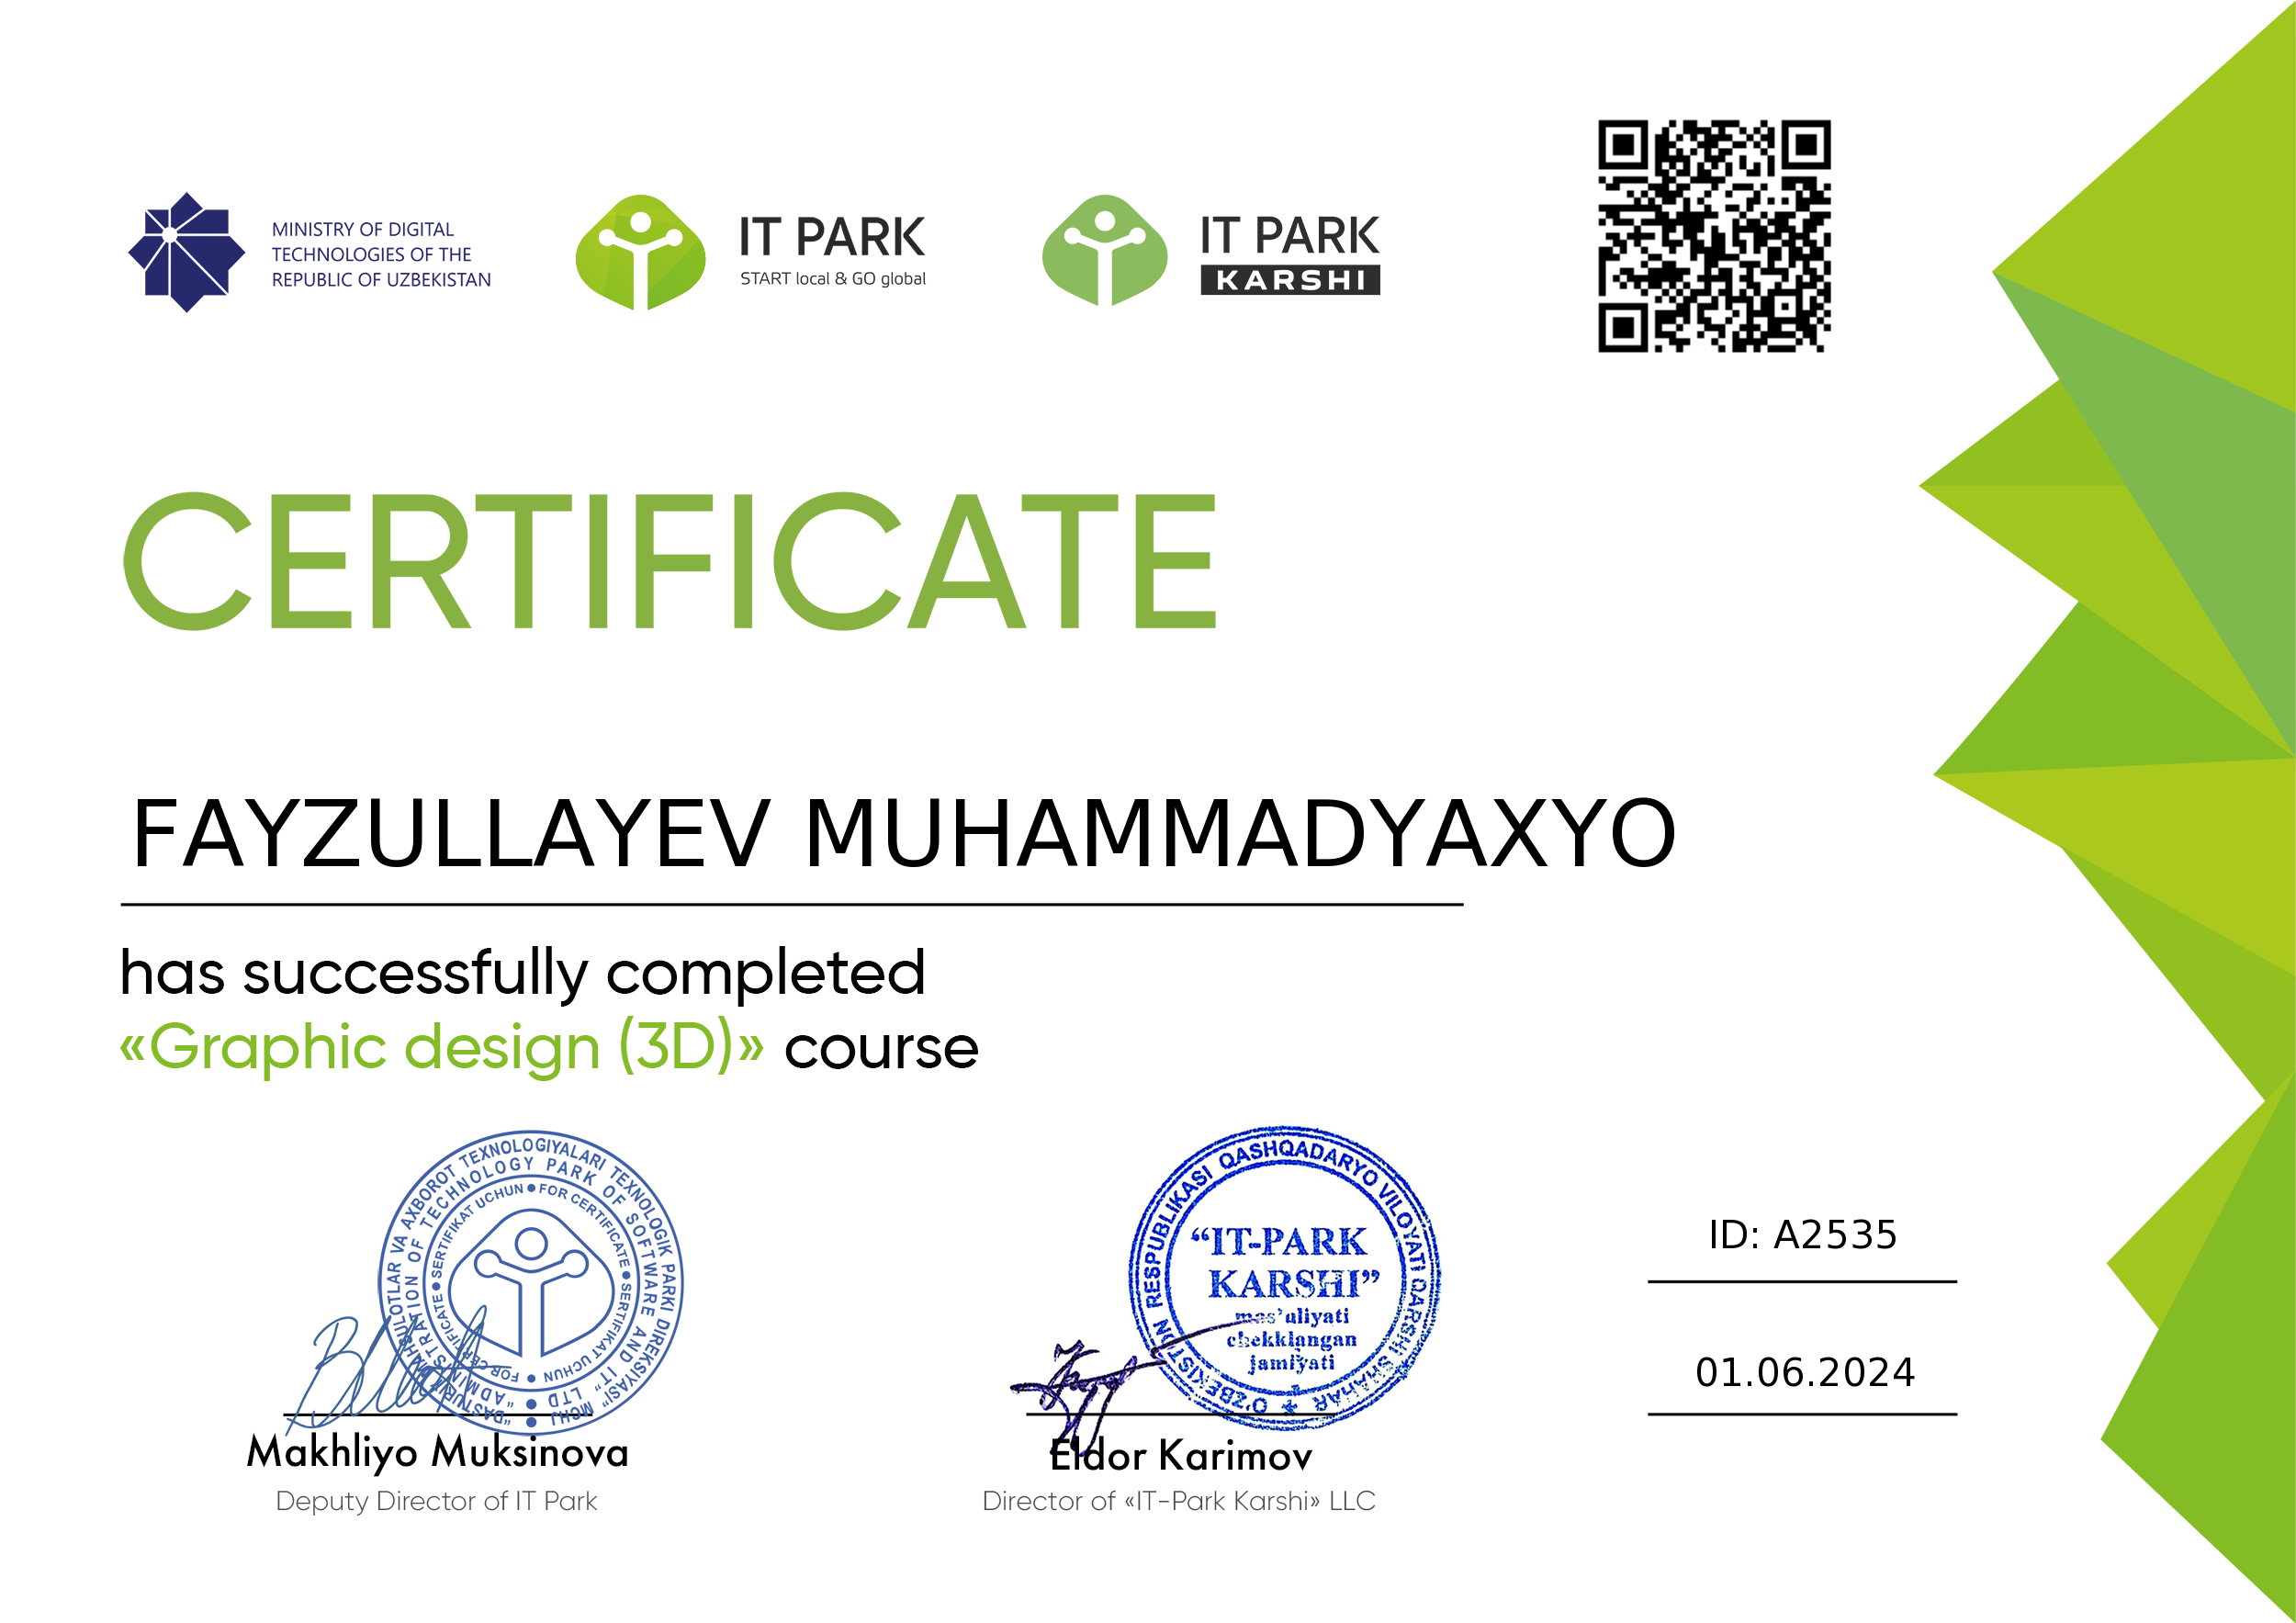 MINISTRY OF DIGITAL
TECHNOLOGIES OF THE
REPUBLIC OF UZBEKISTAN
IT PARK
START local & GO global
IT PARK
KARSHI
CERTIFICATE
FAYZULLAYEV MUHAMMADYAXYO
has successfully completed
«Graphic design (3D)» course
"DASTURIY MAHSULOTLAR VA AXBOROT TEXNOLOGIYALARI TEXNOLOGIK PARKI DIREKSIYASI" MCHJ
"ADMINISTRATION OF TECHNOLOGY PARK OF SOFTWARE AND IT" LTD
SERTIFIKAT UCHUN • FOR CERTIFICATE • SERTIFIKAT UCHUN • FOR CERTIFICATE
O'ZBEKISTON RESPUBLIKASI QASHQADARYO VILOYATI QARSHI SHAHAR
“IT-PARK
KARSHI”
mas’uliyati
chekklangan
jamiyati
ID: A2535
01.06.2024
Makhliyo Muksinova
Deputy Director of IT Park
Eldor Karimov
Director of «IT-Park Karshi» LLC